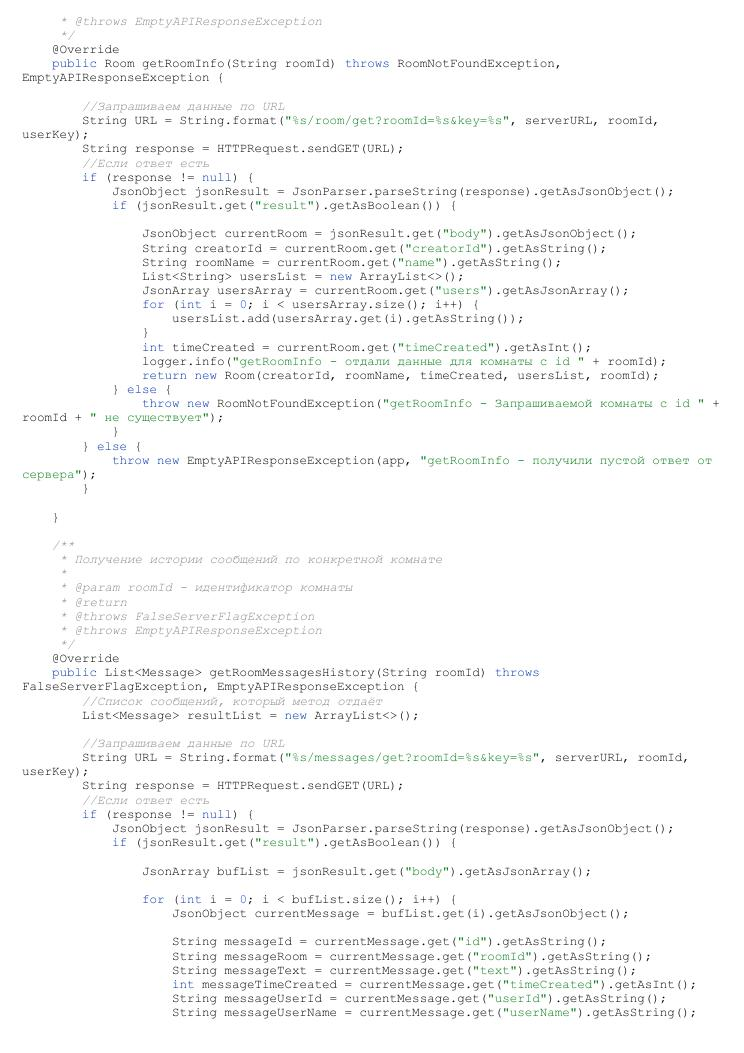 * @throws EmptyAPIResponseException
     */
    @Override
    public Room getRoomInfo(String roomId) throws RoomNotFoundException,
EmptyAPIResponseException {

        //Запрашиваем данные по URL
        String URL = String.format("%s/room/get?roomId=%s&key=%s", serverURL, roomId,
userKey);
        String response = HTTPRequest.sendGET(URL);
        //Если ответ есть
        if (response != null) {
            JsonObject jsonResult = JsonParser.parseString(response).getAsJsonObject();
            if (jsonResult.get("result").getAsBoolean()) {

                JsonObject currentRoom = jsonResult.get("body").getAsJsonObject();
                String creatorId = currentRoom.get("creatorId").getAsString();
                String roomName = currentRoom.get("name").getAsString();
                List<String> usersList = new ArrayList<>();
                JsonArray usersArray = currentRoom.get("users").getAsJsonArray();
                for (int i = 0; i < usersArray.size(); i++) {
                    usersList.add(usersArray.get(i).getAsString());
                }
                int timeCreated = currentRoom.get("timeCreated").getAsInt();
                logger.info("getRoomInfo - отдали данные для комнаты с id " + roomId);
                return new Room(creatorId, roomName, timeCreated, usersList, roomId);
            } else {
                throw new RoomNotFoundException("getRoomInfo - Запрашиваемой комнаты с id " +
roomId + " не существует");
            }
        } else {
            throw new EmptyAPIResponseException(app, "getRoomInfo - получили пустой ответ от
сервера");
        }

    }

    /**
     * Получение истории сообщений по конкретной комнате
     *
     * @param roomId - идентификатор комнаты
     * @return
     * @throws FalseServerFlagException
     * @throws EmptyAPIResponseException
     */
    @Override
    public List<Message> getRoomMessagesHistory(String roomId) throws
FalseServerFlagException, EmptyAPIResponseException {
        //Список сообщений, который метод отдаёт
        List<Message> resultList = new ArrayList<>();

        //Запрашиваем данные по URL
        String URL = String.format("%s/messages/get?roomId=%s&key=%s", serverURL, roomId,
userKey);
        String response = HTTPRequest.sendGET(URL);
        //Если ответ есть
        if (response != null) {
            JsonObject jsonResult = JsonParser.parseString(response).getAsJsonObject();
            if (jsonResult.get("result").getAsBoolean()) {

                JsonArray bufList = jsonResult.get("body").getAsJsonArray();

                for (int i = 0; i < bufList.size(); i++) {
                    JsonObject currentMessage = bufList.get(i).getAsJsonObject();

                    String messageId = currentMessage.get("id").getAsString();
                    String messageRoom = currentMessage.get("roomId").getAsString();
                    String messageText = currentMessage.get("text").getAsString();
                    int messageTimeCreated = currentMessage.get("timeCreated").getAsInt();
                    String messageUserId = currentMessage.get("userId").getAsString();
                    String messageUserName = currentMessage.get("userName").getAsString();